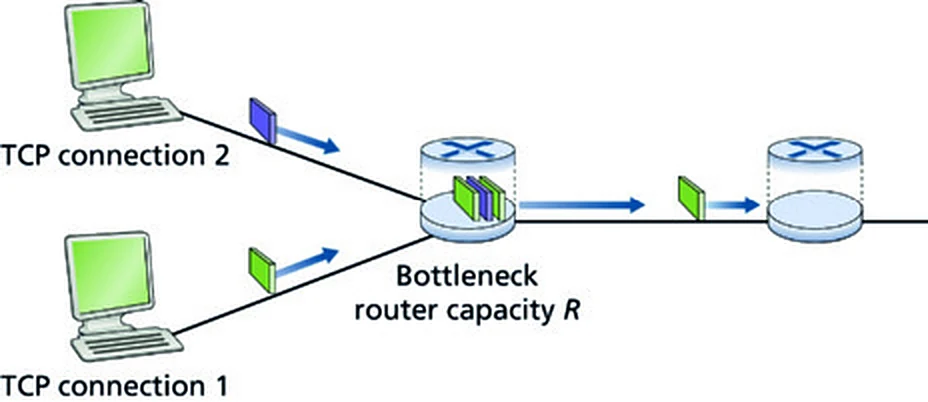 TCP connection 2
Bottleneck
router capacity R
TCP connection 1